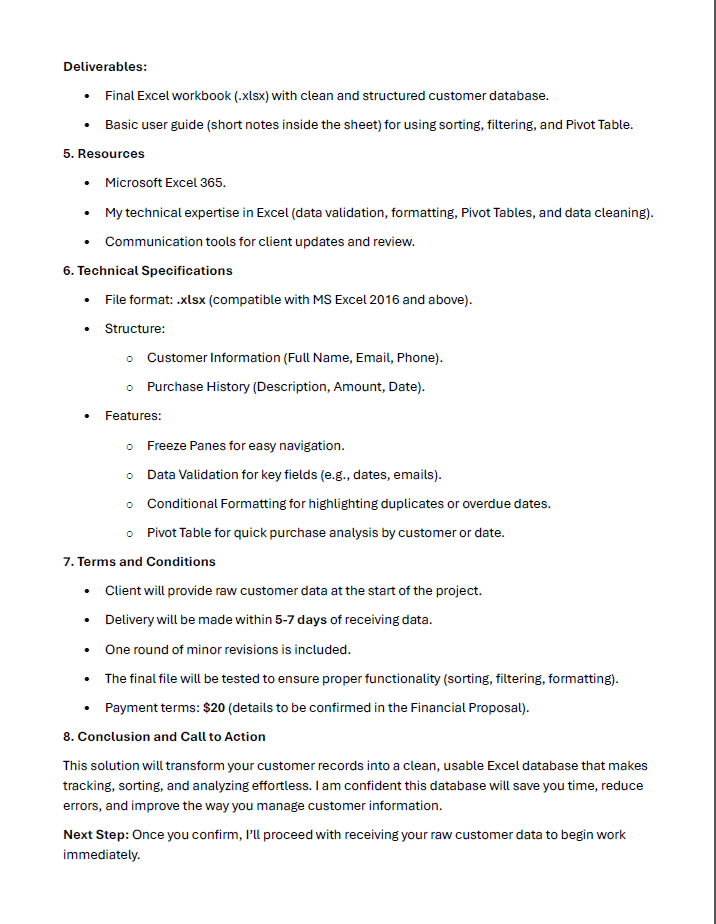 Deliverables:
• Final Excel workbook (.xlsx) with clean and structured customer database.
• Basic user guide (short notes inside the sheet) for using sorting, filtering, and Pivot Table.
5. Resources
• Microsoft Excel 365.
• My technical expertise in Excel (data validation, formatting, Pivot Tables, and data cleaning).
• Communication tools for client updates and review.
6. Technical Specifications
• File format: .xlsx (compatible with MS Excel 2016 and above).
• Structure:
o Customer Information (Full Name, Email, Phone).
o Purchase History (Description, Amount, Date).
• Features:
o Freeze Panes for easy navigation.
o Data Validation for key fields (e.g., dates, emails).
o Conditional Formatting for highlighting duplicates or overdue dates.
o Pivot Table for quick purchase analysis by customer or date.
7. Terms and Conditions
• Client will provide raw customer data at the start of the project.
• Delivery will be made within 5-7 days of receiving data.
• One round of minor revisions is included.
• The final file will be tested to ensure proper functionality (sorting, filtering, formatting).
• Payment terms: $20 (details to be confirmed in the Financial Proposal).
8. Conclusion and Call to Action
This solution will transform your customer records into a clean, usable Excel database that makes
tracking, sorting, and analyzing effortless. I am confident this database will save you time, reduce
errors, and improve the way you manage customer information.
Next Step: Once you confirm, I’ll proceed with receiving your raw customer data to begin work
immediately.